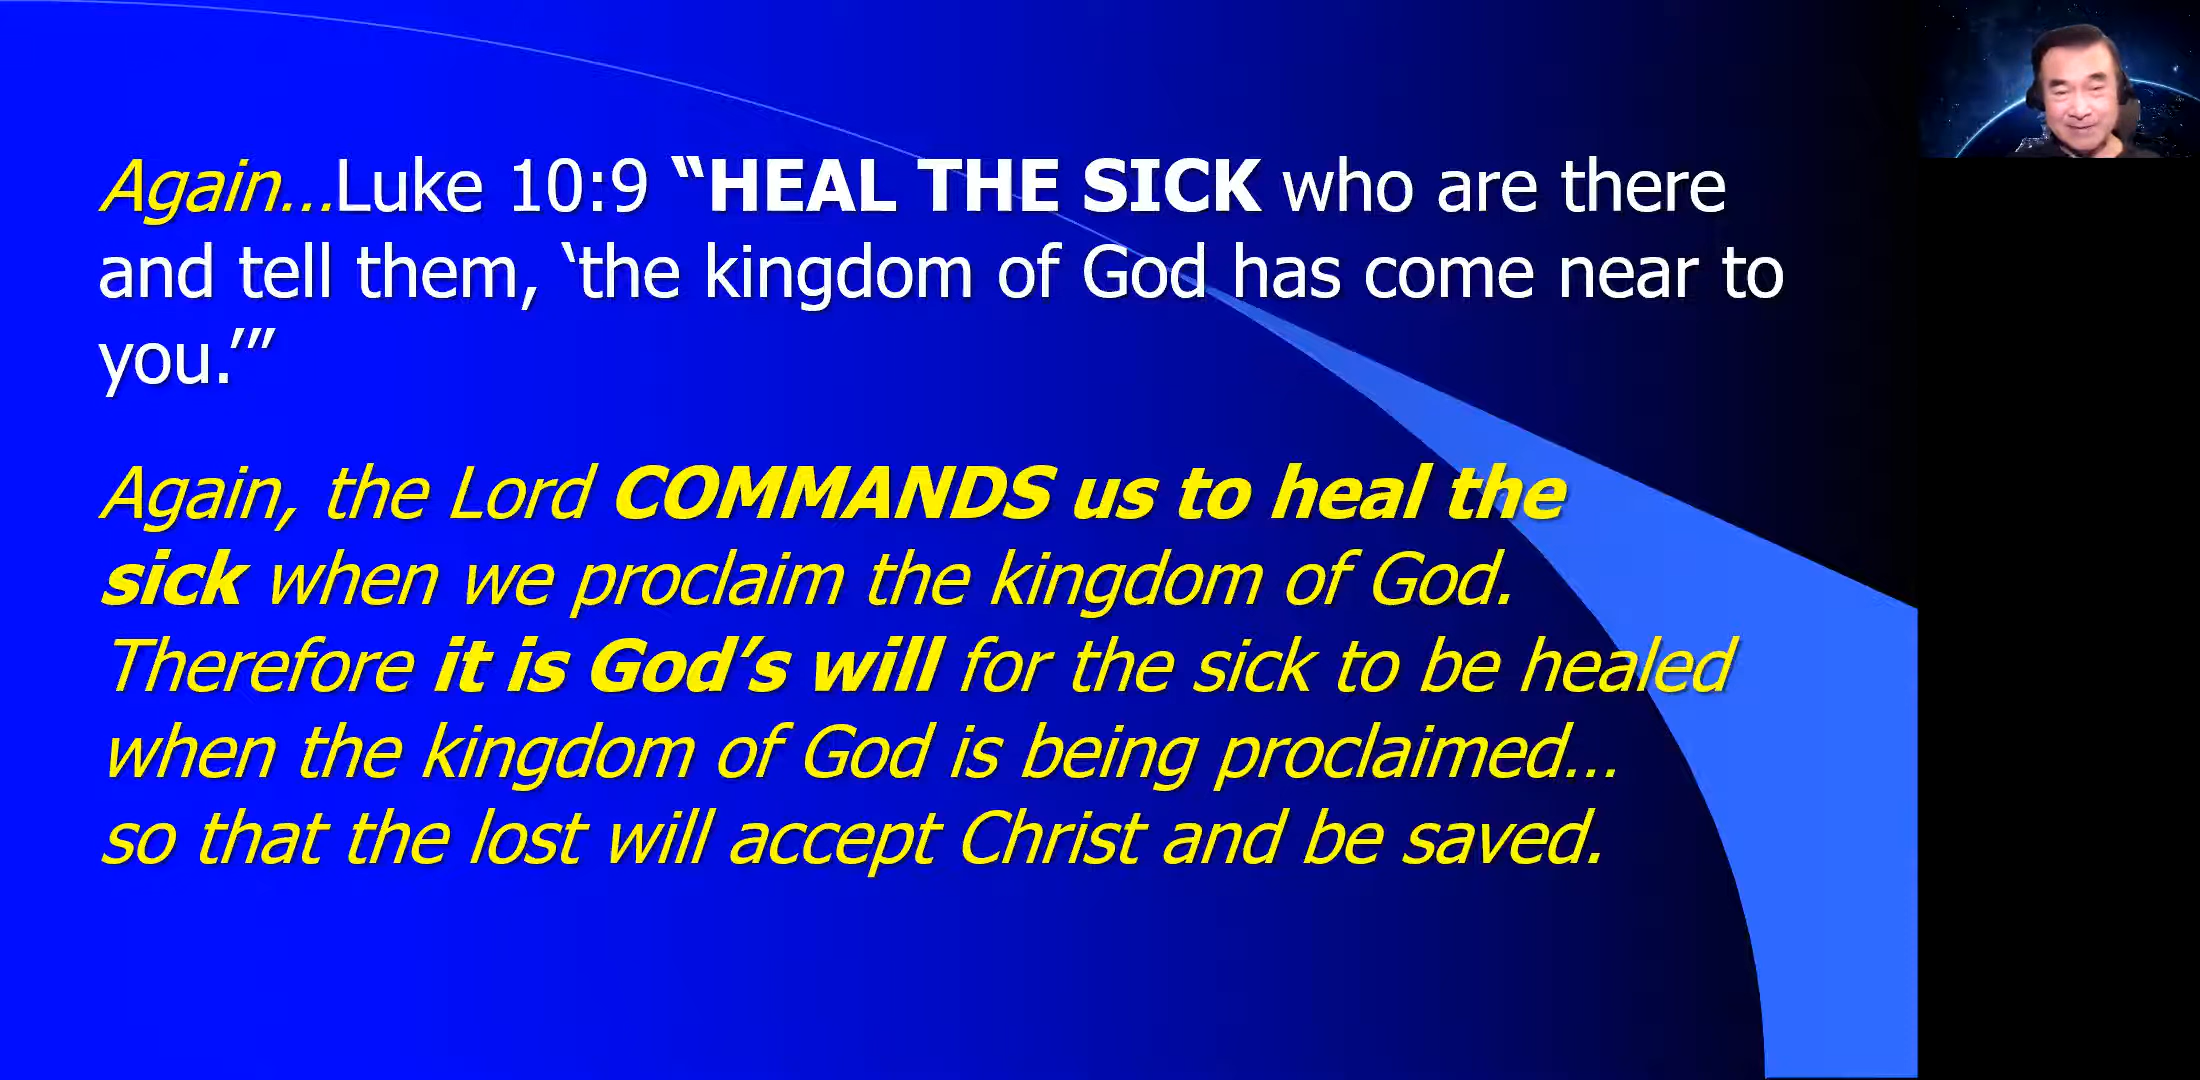 Again…Luke 10:9 “HEAL THE SICK who are there
and tell them, ‘the kingdom of God has come near to
you.’”
Again, the Lord COMMANDS us to heal the
sick when we proclaim the kingdom of God.
Therefore it is God’s will for the sick to be healed
when the kingdom of God is being proclaimed…
so that the lost will accept Christ and be saved.